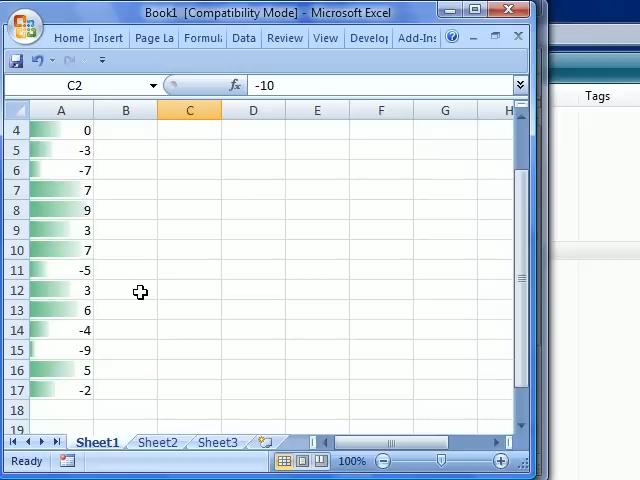 Book1 [Compatibility Mode] - Microsoft Excel
Home Insert Page La Formula Data Review View Develop Add-Ins
C2 fx -10
Tags
A B C D E F G H
4 0
5 -3
6 -7
7 7
8 9
9 3
10 7
11 -5
12 3
13 6
14 -4
15 -9
16 5
17 -2
18
19
Sheet1 Sheet2 Sheet3
Ready 100%